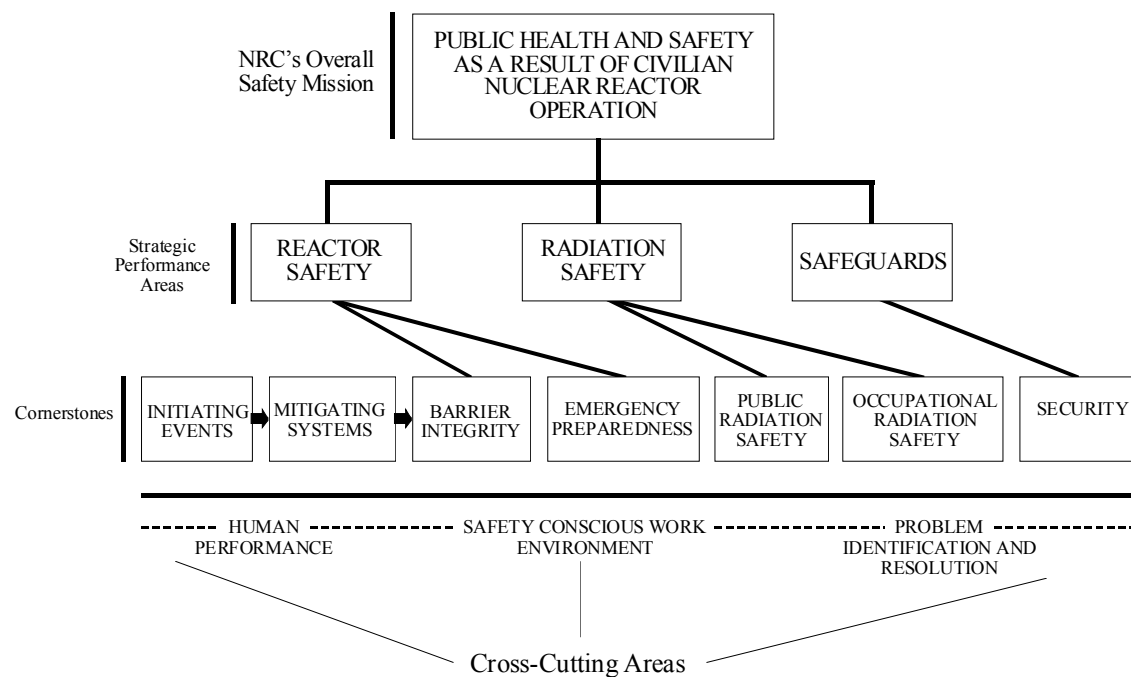 NRC's Overall
Safety Mission
PUBLIC HEALTH AND SAFETY
AS A RESULT OF CIVILIAN
NUCLEAR REACTOR
OPERATION
Strategic
Performance
Areas
REACTOR
SAFETY
RADIATION
SAFETY
SAFEGUARDS
Cornerstones
INITIATING
EVENTS
MITIGATING
SYSTEMS
BARRIER
INTEGRITY
EMERGENCY
PREPAREDNESS
PUBLIC
RADIATION
SAFETY
OCCUPATIONAL
RADIATION
SAFETY
SECURITY
HUMAN
PERFORMANCE
SAFETY CONSCIOUS WORK
ENVIRONMENT
PROBLEM
IDENTIFICATION AND
RESOLUTION
Cross-Cutting Areas